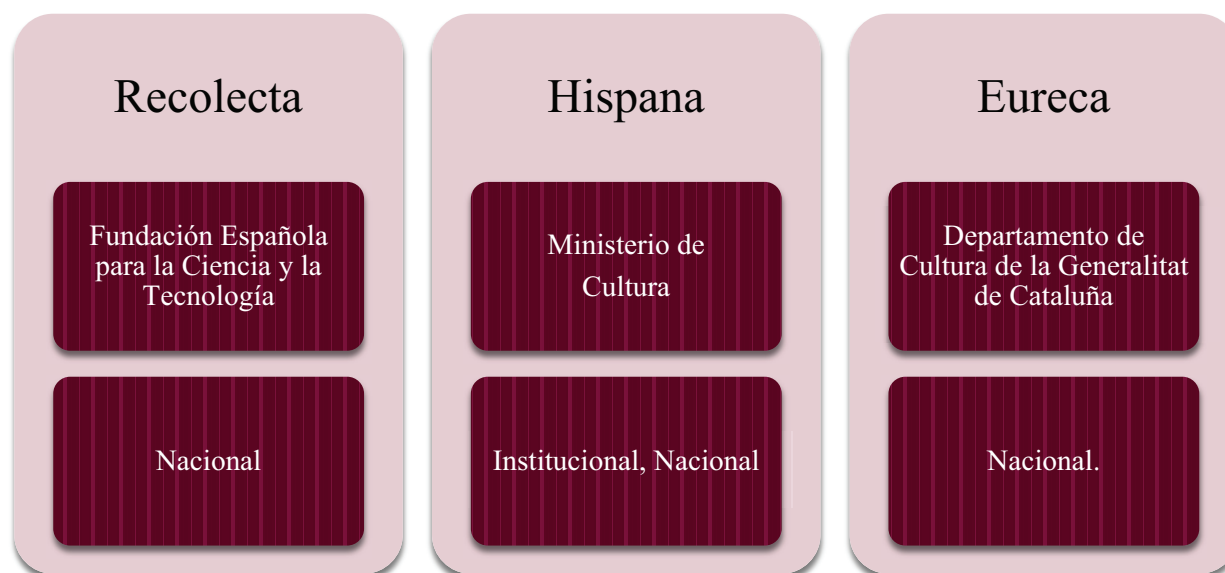 Recolecta
Fundación Española
para la Ciencia y la
Tecnología
Nacional
Hispana
Ministerio de
Cultura
Institucional, Nacional
Eureca
Departamento de
Cultura de la Generalitat
de Cataluña
Nacional.